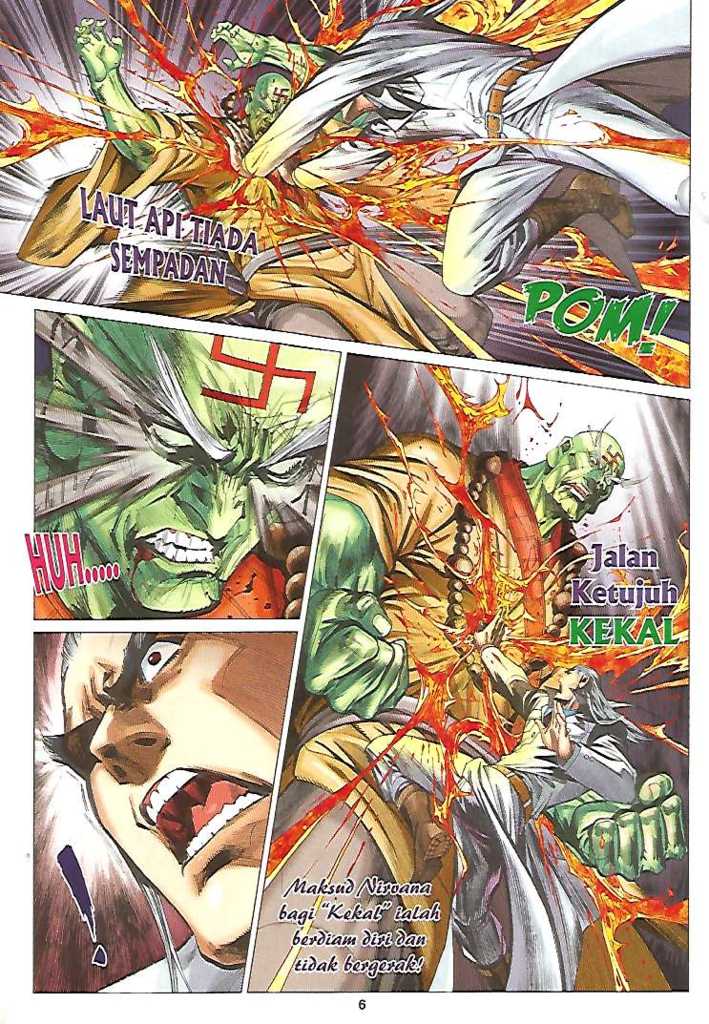 LAUT API TIADA
SEMPADAN
POM!
HUH.....
Jalan
Ketujuh
KEKAL
!
Maksud Nirvana
bagi "Kekal" ialah
berdiam diri dan
tidak bergerak!
6